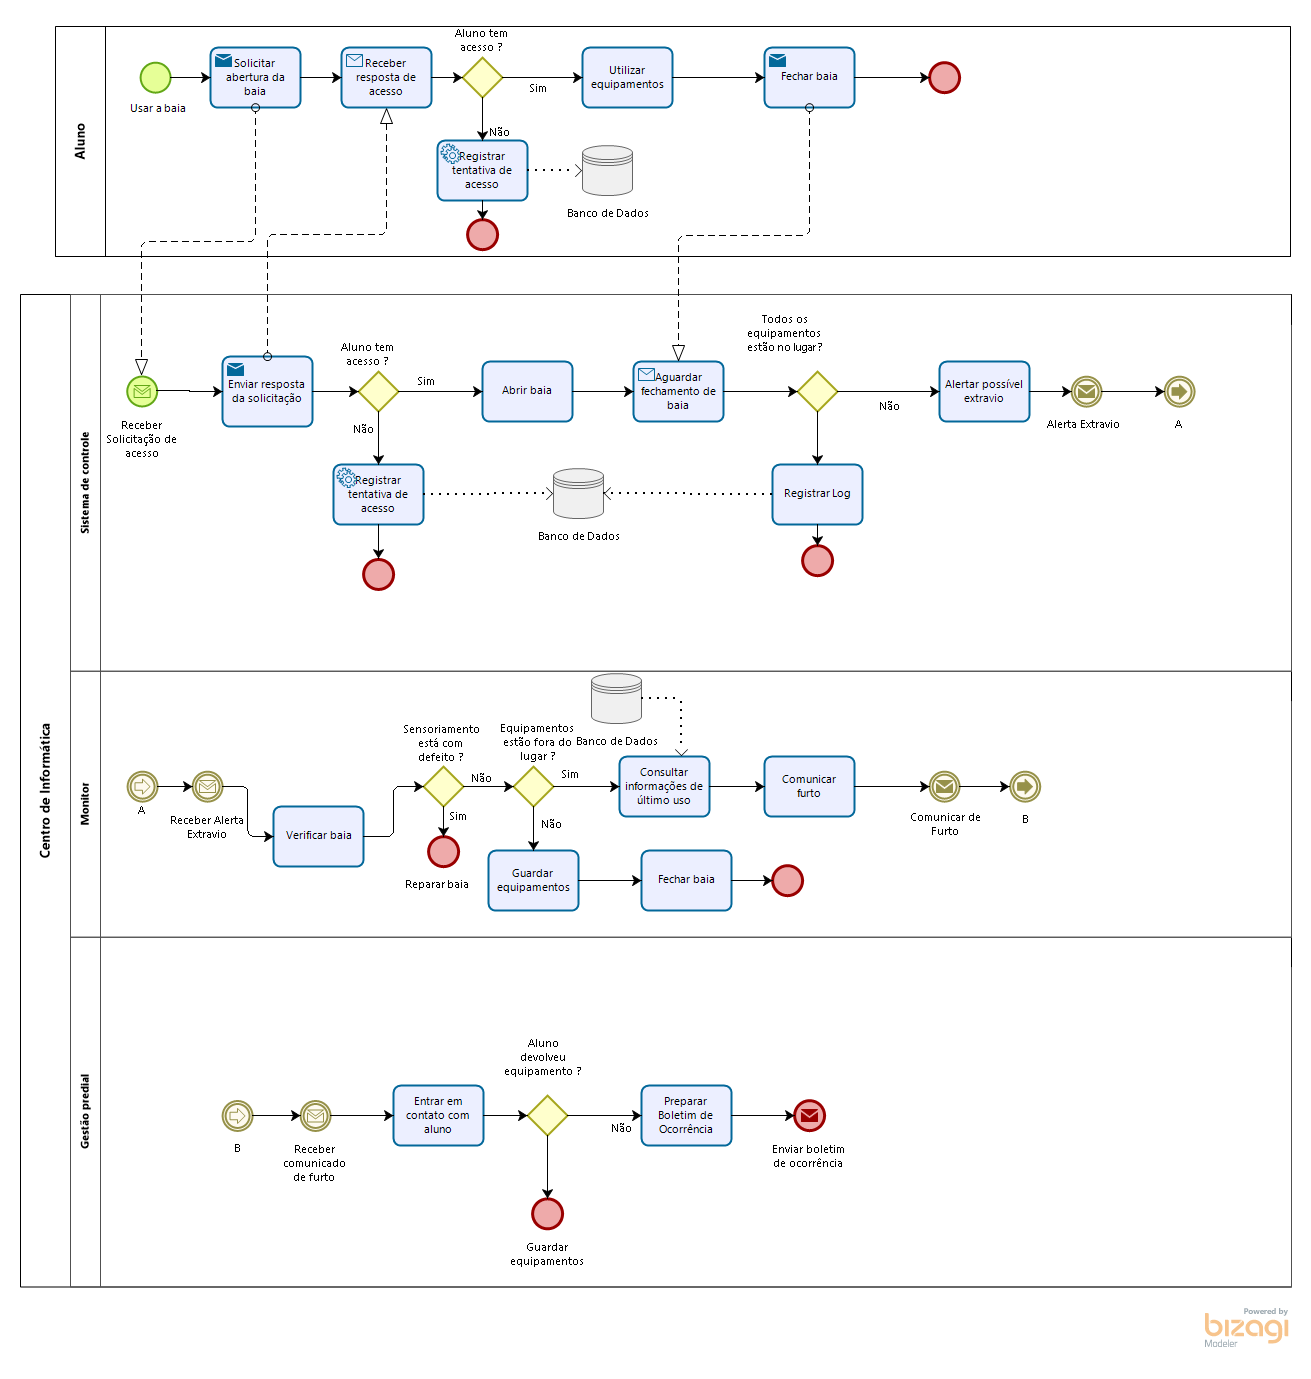 Aluno
Usar a baia
Solicitar
abertura da
baia
Receber
resposta de
acesso
Aluno tem
acesso ?
Sim
Não
Utilizar
equipamentos
Fechar baia
Registrar
tentativa de
acesso
Banco de Dados
Centro de Informática
Sistema de controle
Receber
Solicitação de
acesso
Enviar resposta
da solicitação
Aluno tem
acesso ?
Sim
Não
Abrir baia
Aguardar
fechamento de
baia
Todos os
equipamentos
estão no lugar?
Não
Alertar possível
extravio
Alerta Extravio
A
Registrar
tentativa de
acesso
Banco de Dados
Registrar Log
Monitor
A
Receber Alerta
Extravio
Verificar baia
Sensoriamento
está com
defeito ?
Não
Sim
Reparar baia
Equipamentos
estão fora do
lugar ?
Sim
Não
Banco de Dados
Consultar
informações de
último uso
Comunicar
furto
Comunicar de
Furto
B
Guardar
equipamentos
Fechar baia
Gestão predial
B
Receber
comunicado
de furto
Entrar em
contato com
aluno
Aluno
devolveu
equipamento ?
Não
Preparar
Boletim de
Ocorrência
Enviar boletim
de ocorrência
Guardar
equipamentos
Powered by
bizagi
Modeler